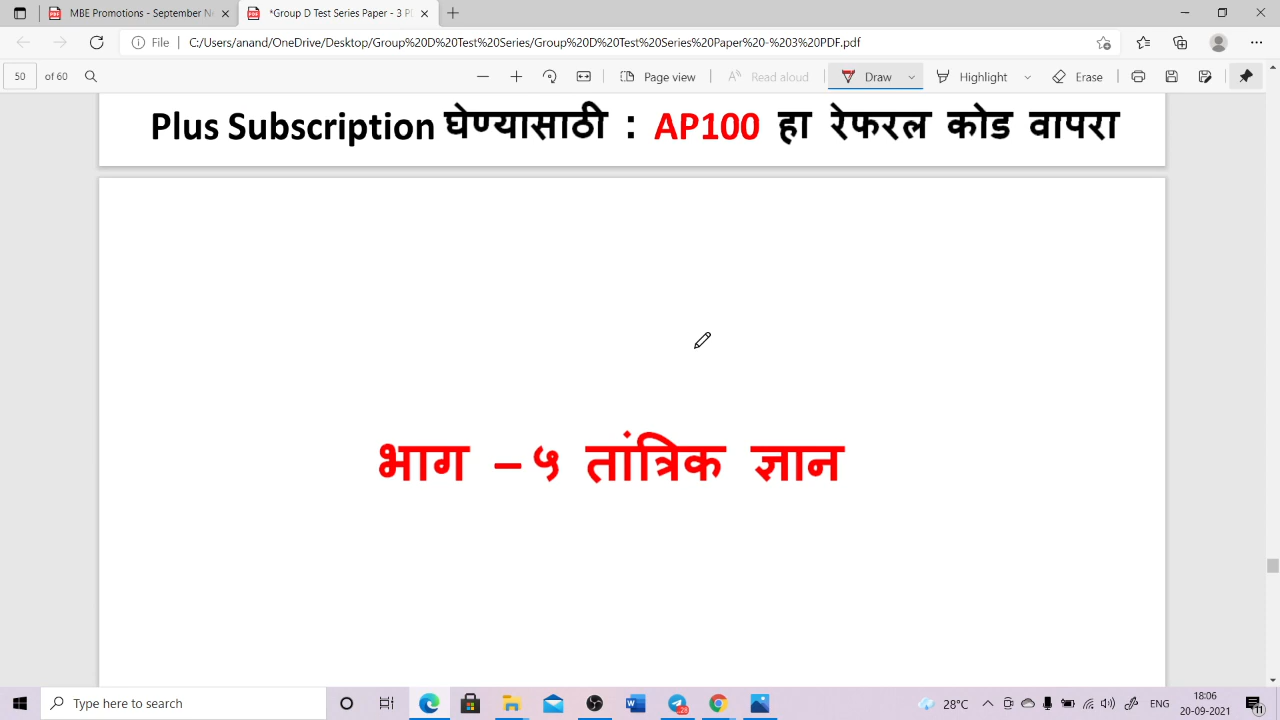 MBE Promotions - September No
*Group D Test Series Paper - 3 PD
File
C:/Users/anand/OneDrive/Desktop/Group%20D%20Test%20Series/Group%20D%20Test%20Series%20Paper%20-%203%20PDF.pdf
50 of 60 Page view Read aloud Draw Highlight Erase
Plus Subscription घेण्यासाठी : AP100 हा रेफरल कोड वापरा
भाग – ५ तांत्रिक ज्ञान
Type here to search
28°C ENG 18:06
20-09-2021